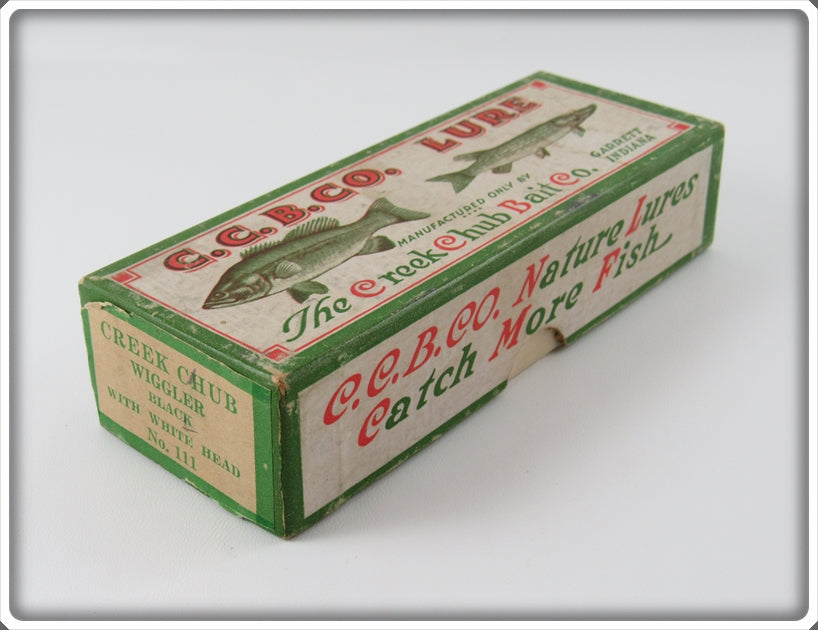 C.C.B.CO. LURE
MANUFACTURED ONLY BY
The Creek Chub Bait Co.
GARRETT
INDIANA
C.C.B.CO. Nature Lures
Catch More Fish
CREEK CHUB
WIGGLER
BLACK
WITH WHITE HEAD
No. 111